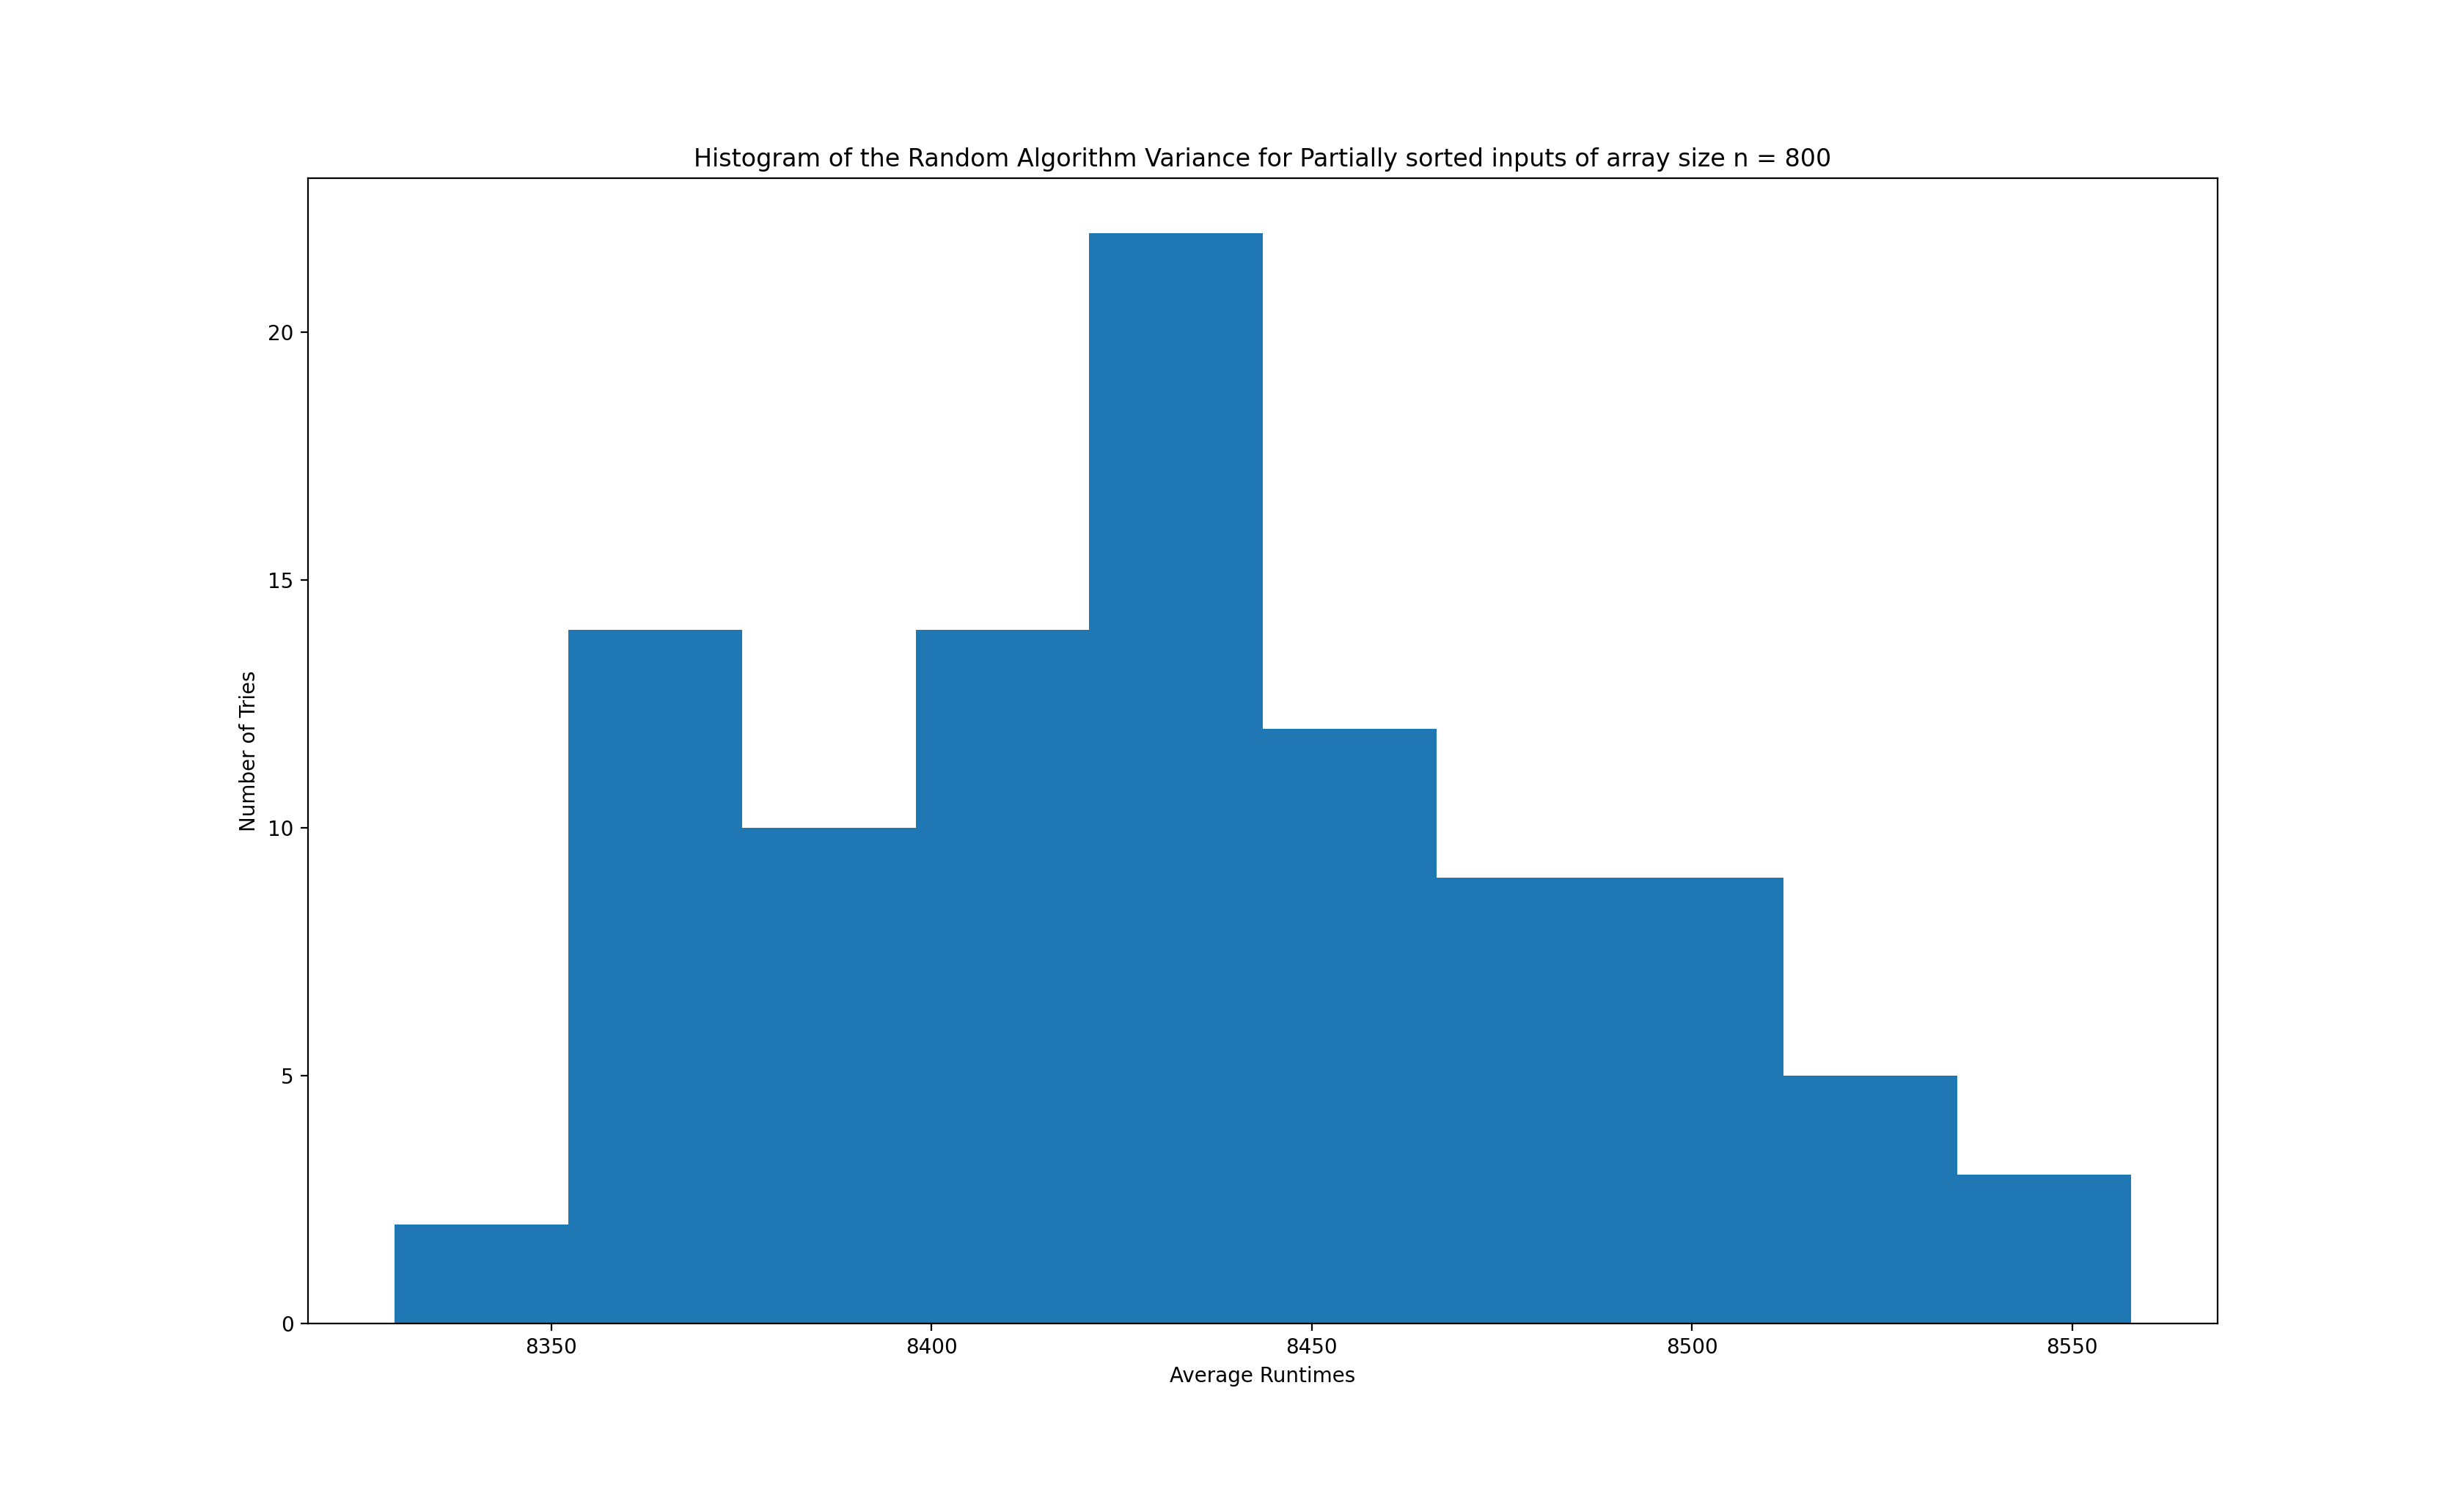 Histogram of the Random Algorithm Variance for Partially sorted inputs of array size n = 800
20
15
10
5
0
Number of Tries
8350 8400 8450 8500 8550
Average Runtimes